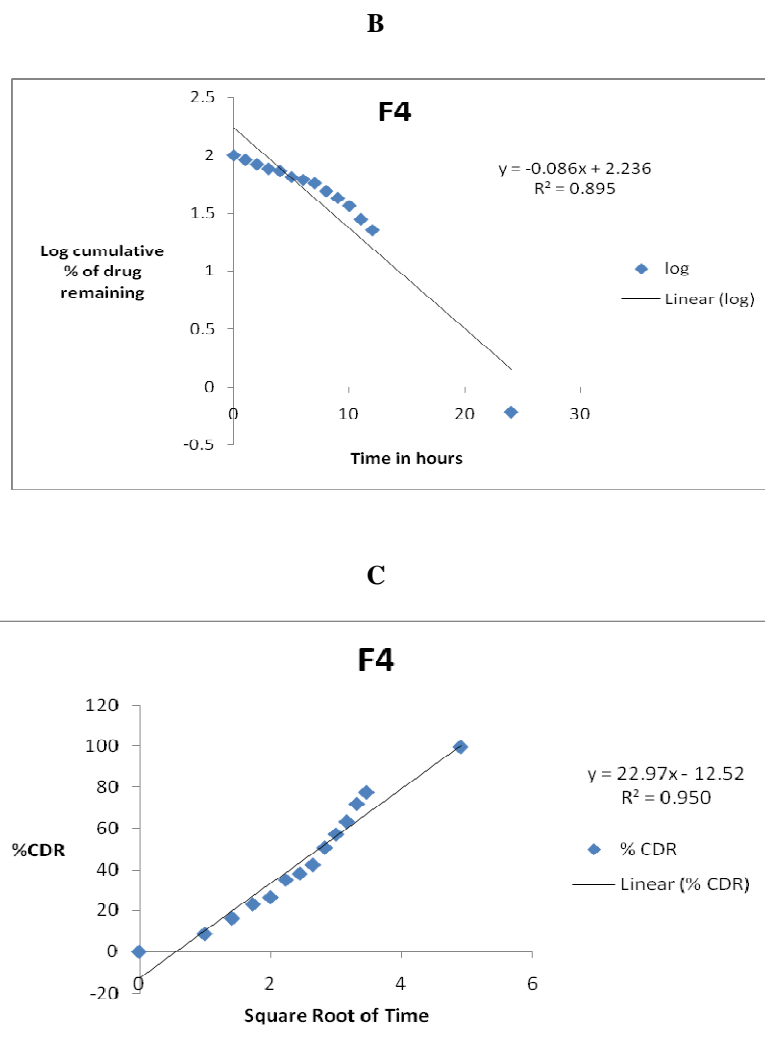 B
F4
2.5
2
1.5
1
0.5
0
-0.5
0
10
20
30
Log cumulative
% of drug
remaining
Time in hours
y = -0.086x + 2.236
R² = 0.895
log
Linear (log)
C
F4
120
100
80
60
40
20
0
-20
0
2
4
6
%CDR
Square Root of Time
y = 22.97x - 12.52
R² = 0.950
% CDR
Linear (% CDR)